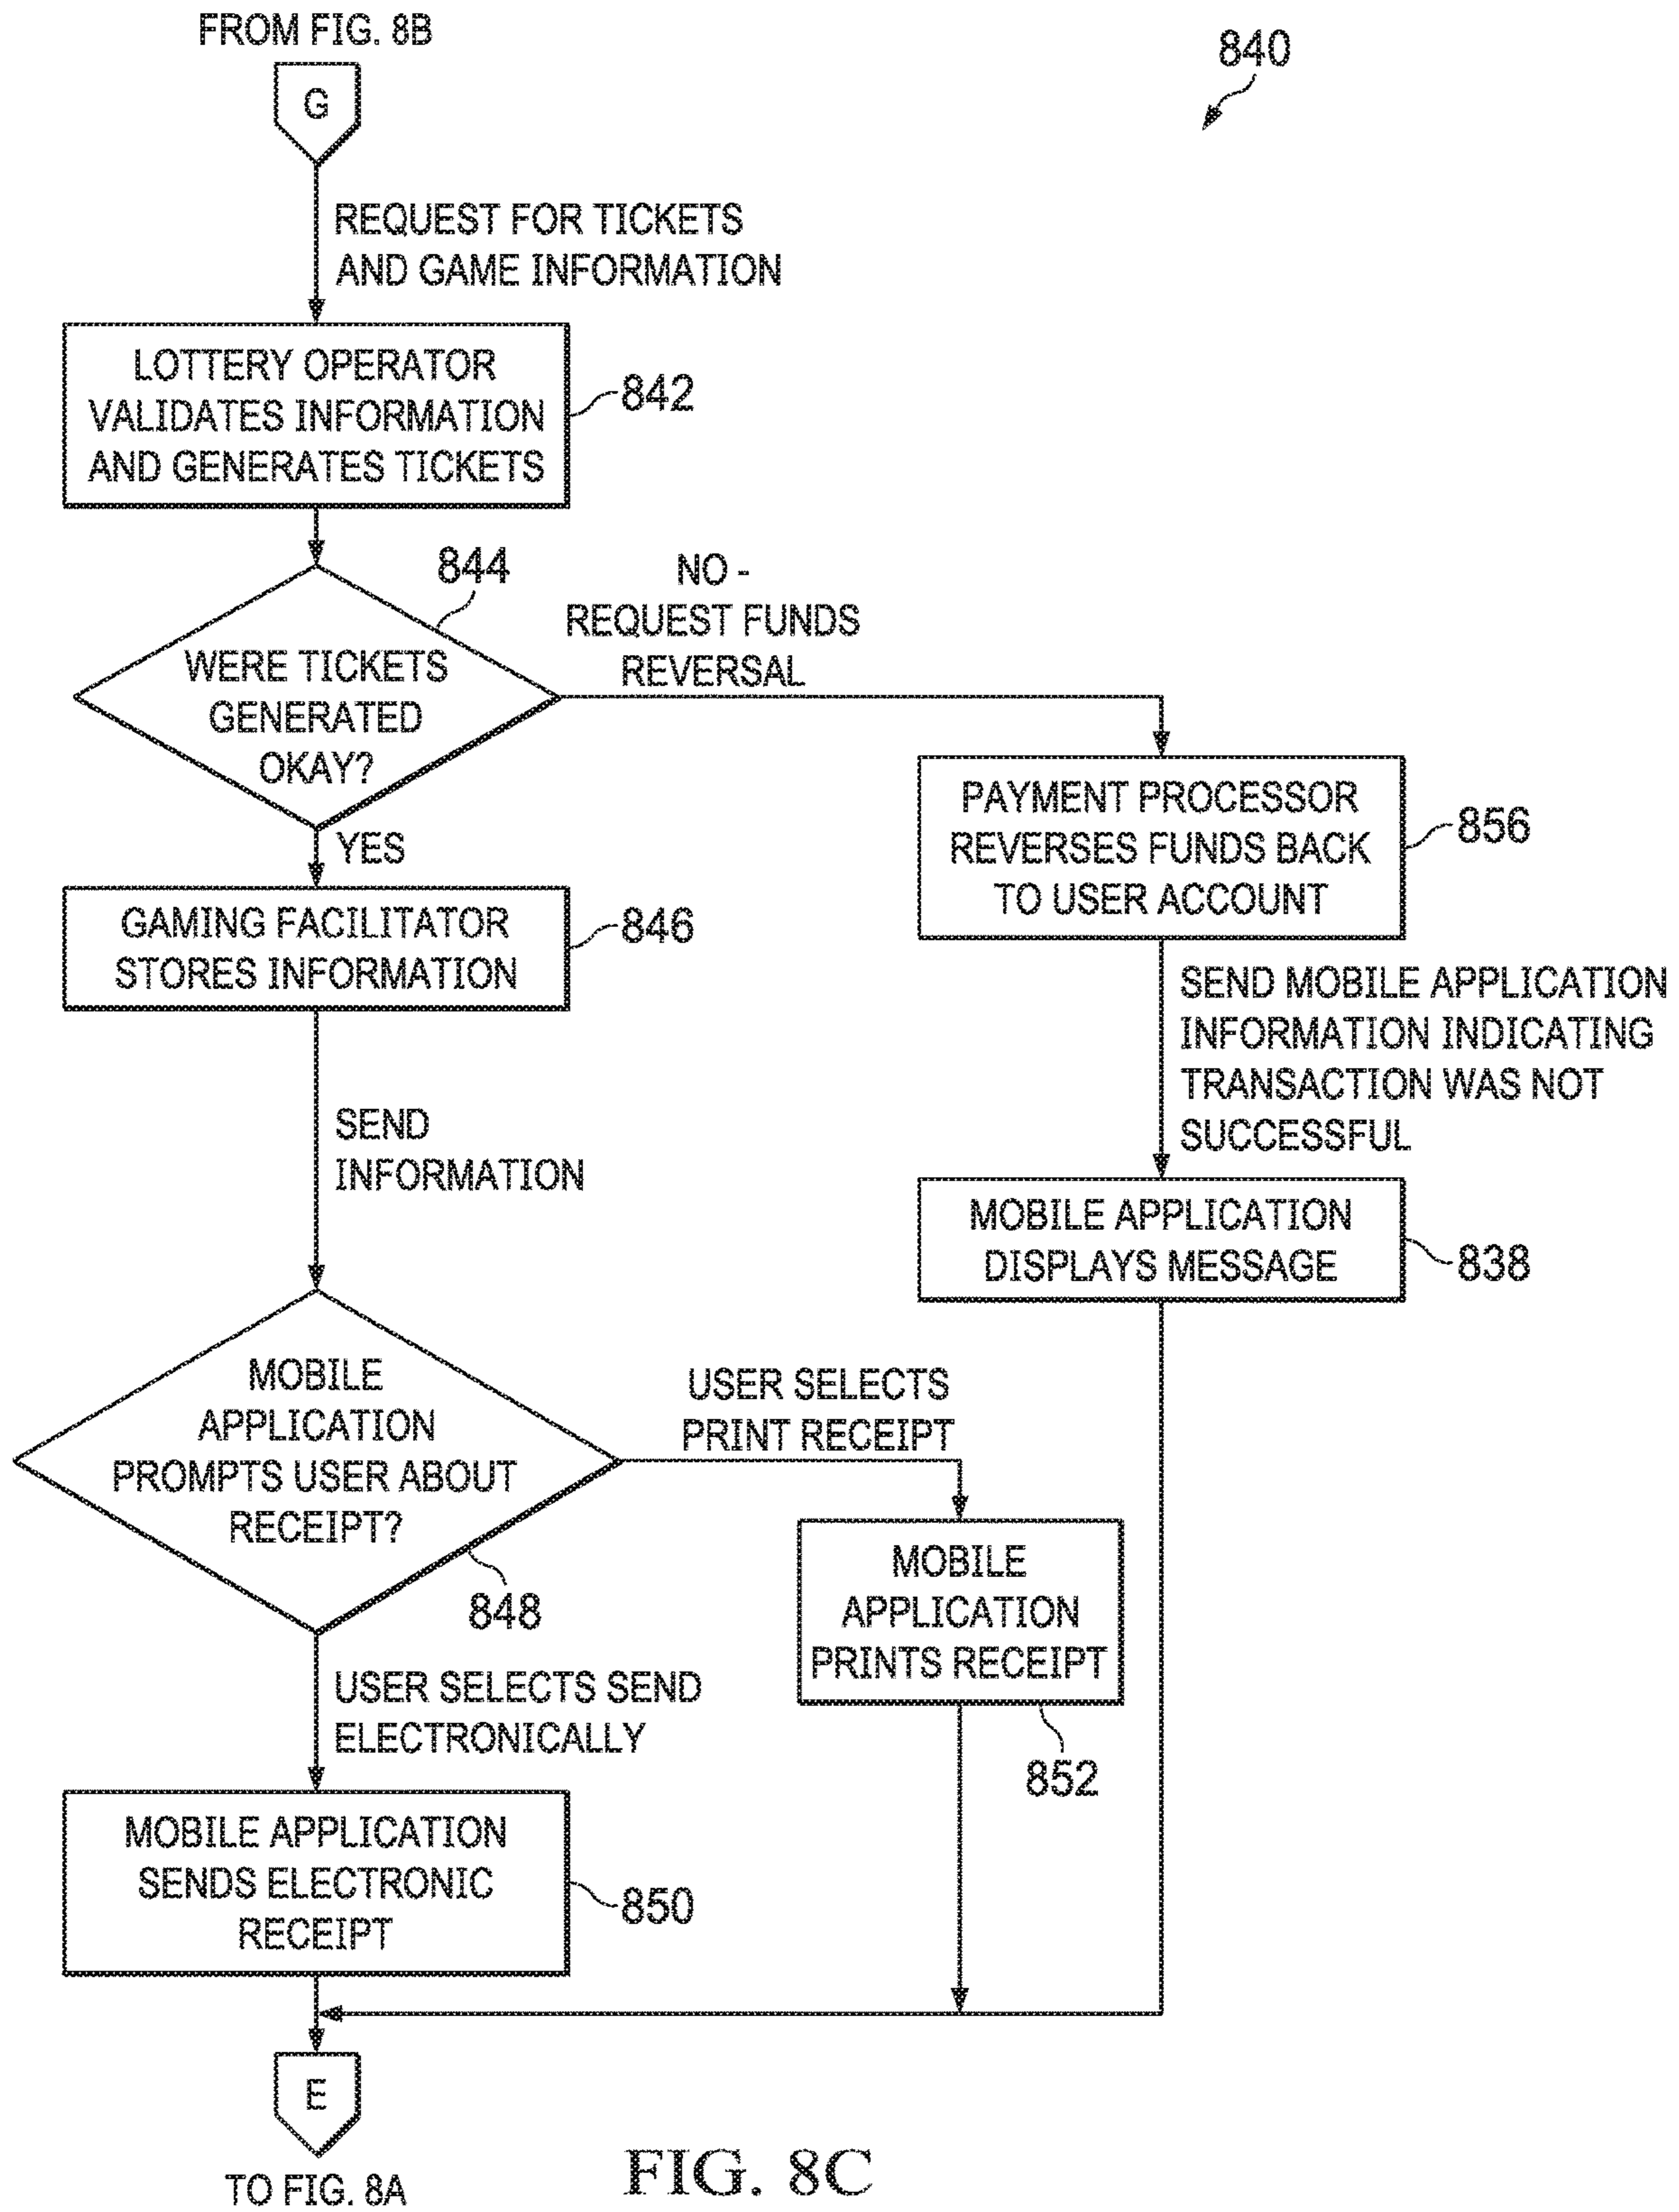 FROM FIG. 8B
840
G
REQUEST FOR TICKETS
AND GAME INFORMATION
LOTTERY OPERATOR
VALIDATES INFORMATION
AND GENERATES TICKETS
842
844
NO -
REQUEST FUNDS
REVERSAL
WERE TICKETS
GENERATED
OKAY?
YES
PAYMENT PROCESSOR
REVERSES FUNDS BACK
TO USER ACCOUNT
856
GAMING FACILITATOR
STORES INFORMATION
846
SEND MOBILE APPLICATION
INFORMATION INDICATING
TRANSACTION WAS NOT
SUCCESSFUL
SEND
INFORMATION
MOBILE APPLICATION
DISPLAYS MESSAGE
838
MOBILE
APPLICATION
PROMPTS USER ABOUT
RECEIPT?
848
USER SELECTS
PRINT RECEIPT
MOBILE
APPLICATION
PRINTS RECEIPT
852
USER SELECTS SEND
ELECTRONICALLY
MOBILE APPLICATION
SENDS ELECTRONIC
RECEIPT
850
E
TO FIG. 8A
FIG. 8C